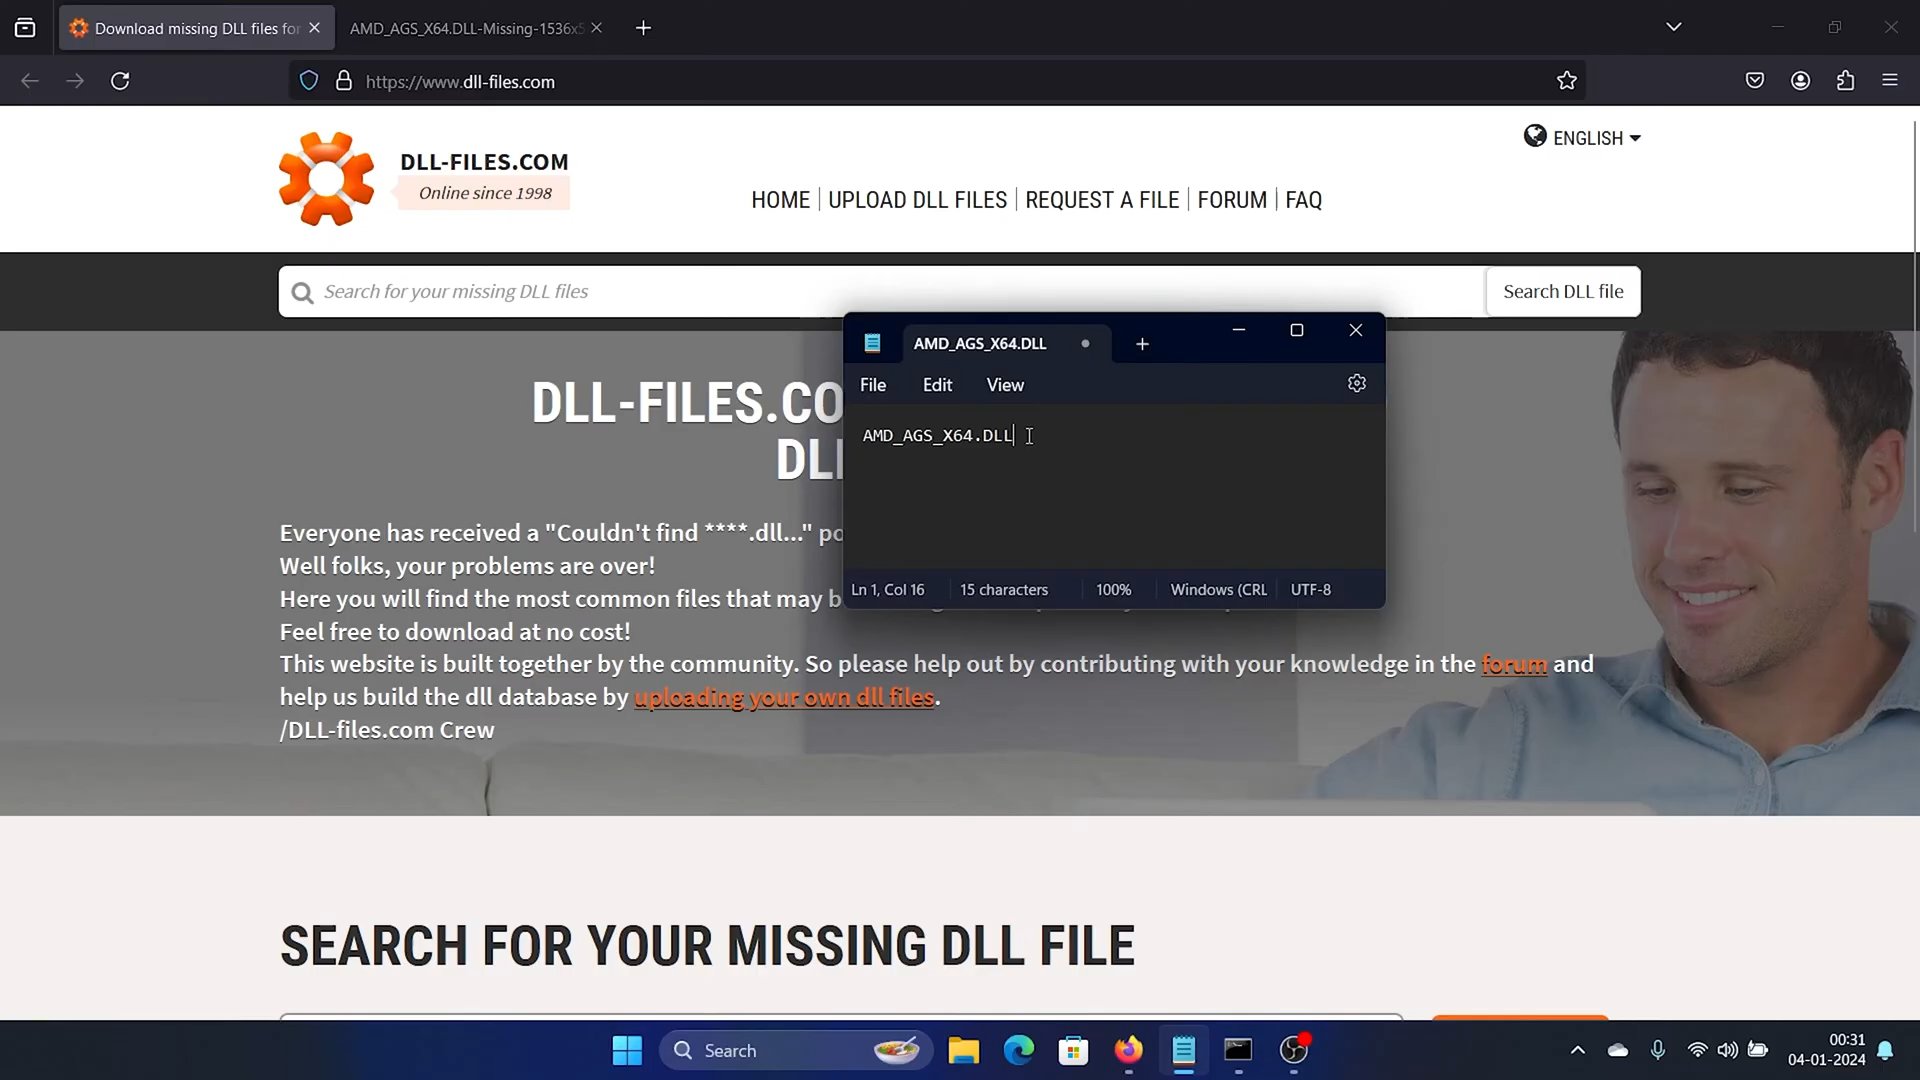 Download missing DLL files for
AMD_AGS_X64.DLL-Missing-1536x5
https://www.dll-files.com
ENGLISH
DLL-FILES.COM
Online since 1998
HOME
UPLOAD DLL FILES
REQUEST A FILE
FORUM
FAQ
Search for your missing DLL files
Search DLL file
AMD_AGS_X64.DLL
File Edit View
AMD_AGS_X64.DLL
Ln 1, Col 16
15 characters
100%
Windows (CRL
UTF-8
DLL-FILES.CO
DLL
Everyone has received a "Couldn't find ****.dll..." po
Well folks, your problems are over!
Here you will find the most common files that may b
Feel free to download at no cost!
This website is built together by the community. So please help out by contributing with your knowledge in the forum and
help us build the dll database by uploading your own dll files.
/DLL-files.com Crew
SEARCH FOR YOUR MISSING DLL FILE
Search
00:31
04-01-2024